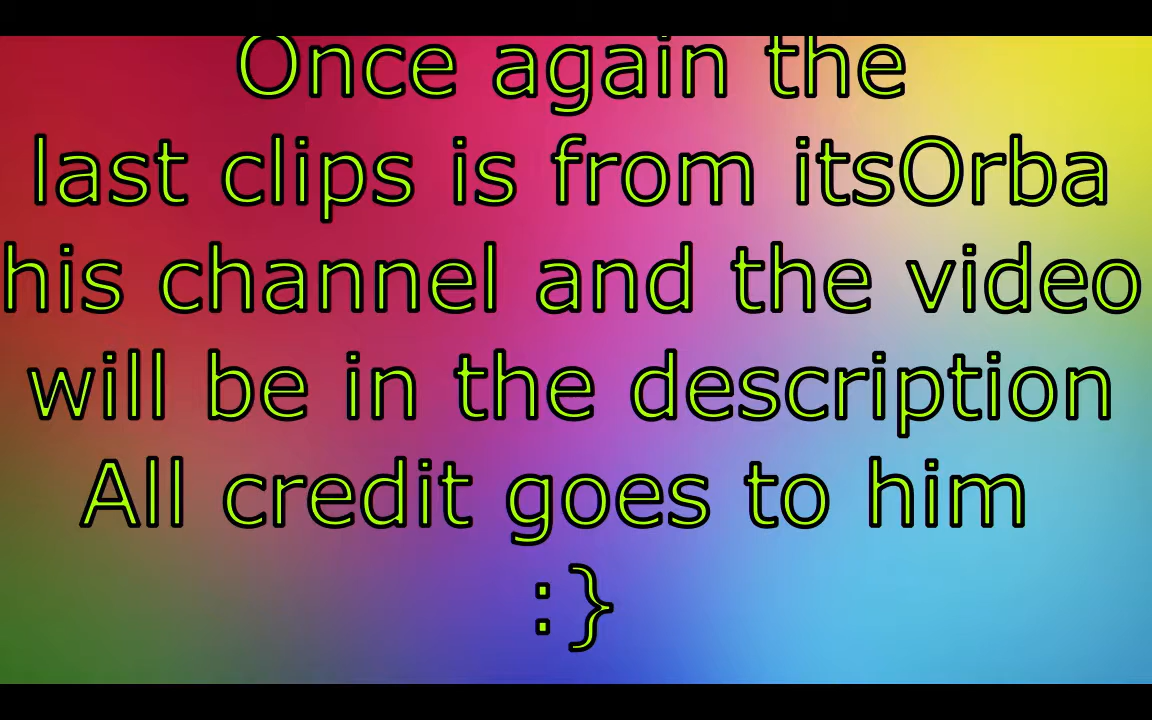 Once again the
last clips is from itsOrba
his channel and the video
will be in the description
All credit goes to him
:}